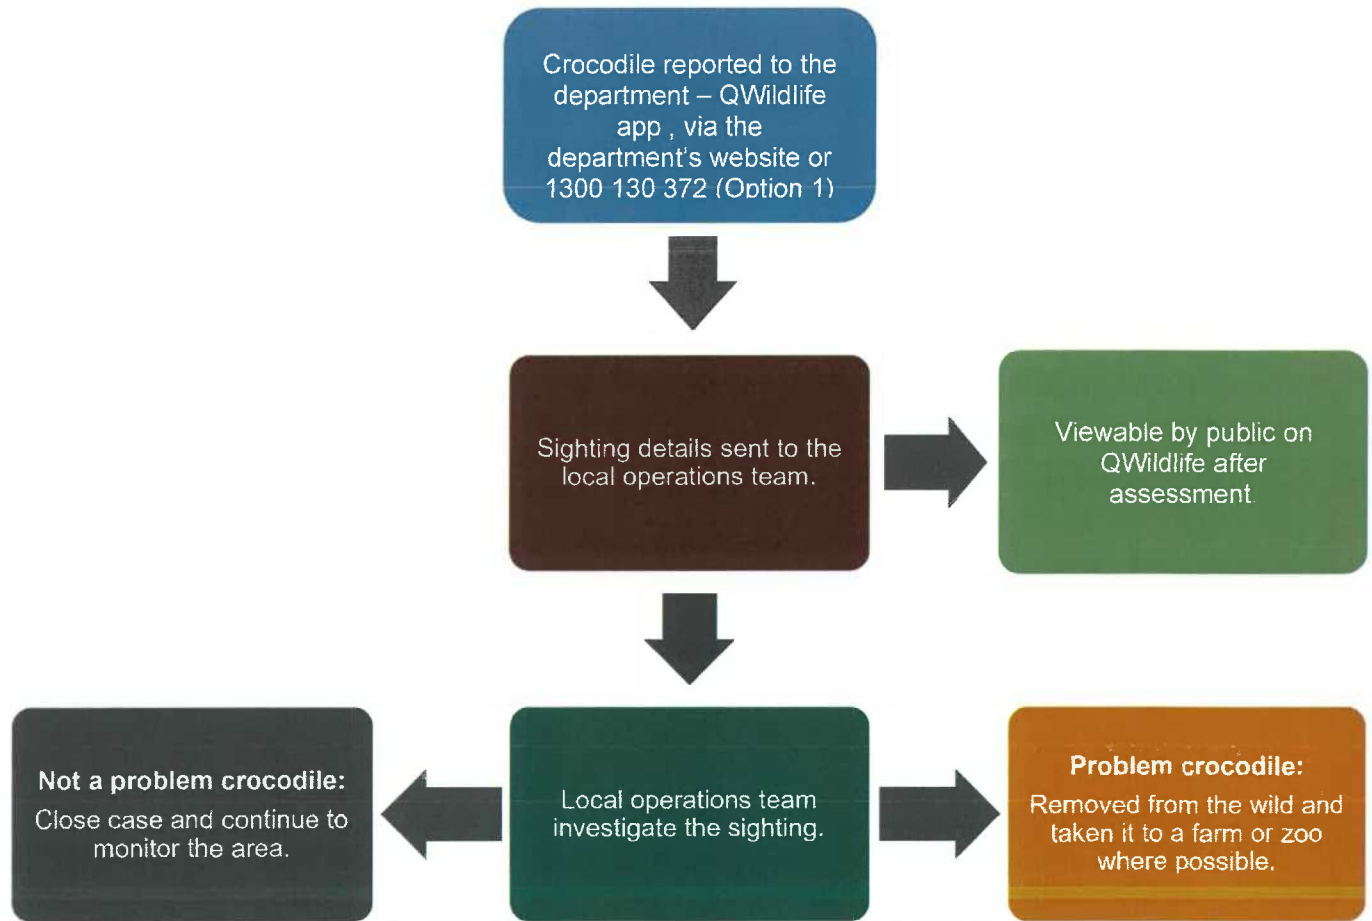 Crocodile reported to the
department – QWildlife
app , via the
department's website or
1300 130 372 (Option 1)
Sighting details sent to the
local operations team.
Viewable by public on
QWildlife after
assessment.
Not a problem crocodile:
Close case and continue to
monitor the area.
Local operations team
investigate the sighting.
Problem crocodile:
Removed from the wild and
taken it to a farm or zoo
where possible.